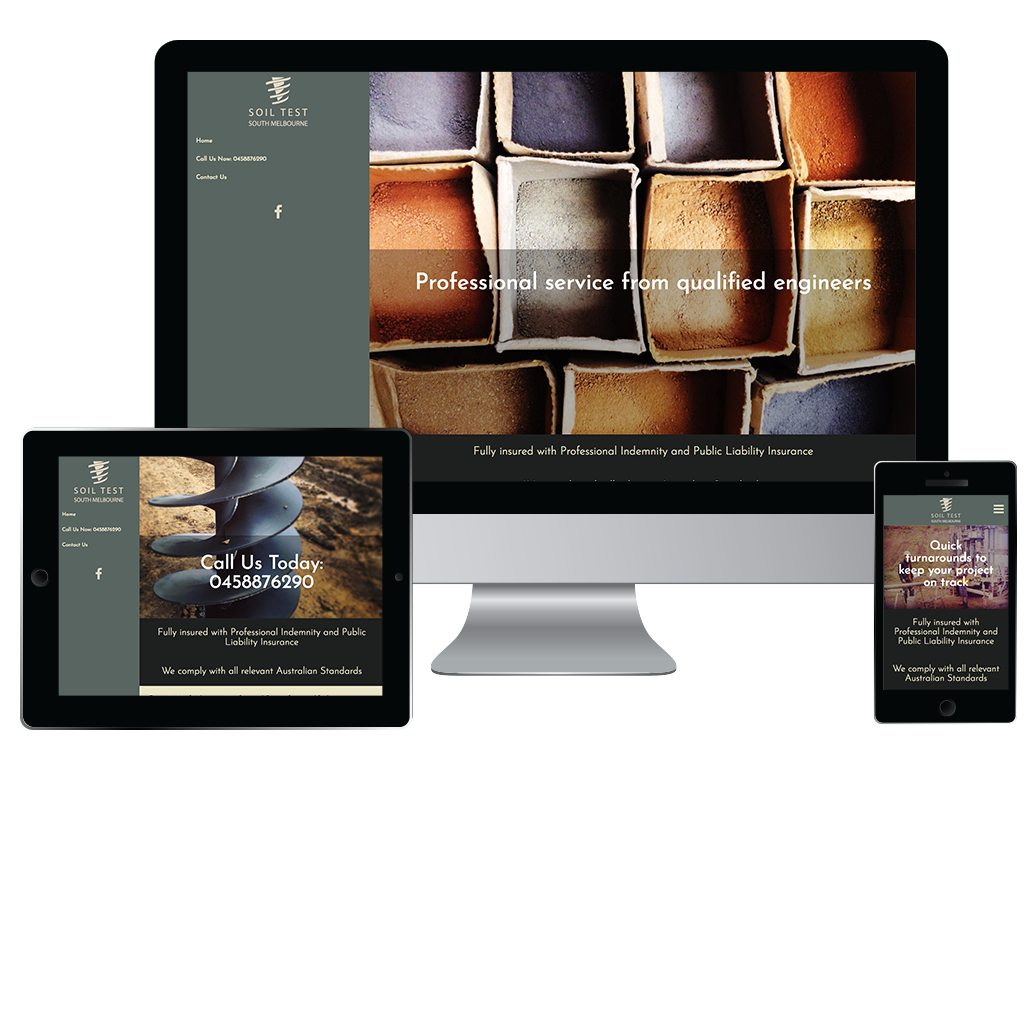 SOIL TEST
SOUTH MELBOURNE
Home
Call Us Now: 0458876290
Contact Us
Professional service from qualified engineers
Fully insured with Professional Indemnity and Public Liability Insurance
SOIL TEST
SOUTH MELBOURNE
Home
Call Us Now: 0458876290
Contact Us
Call Us Today:
0458876290
Fully insured with Professional Indemnity and Public
Liability Insurance
We comply with all relevant Australian Standards
SOIL TEST
SOUTH MELBOURNE
Quick
turnarounds to
keep your project
on track
Fully insured with
Professional Indemnity and
Public Liability Insurance
We comply with all relevant
Australian Standards